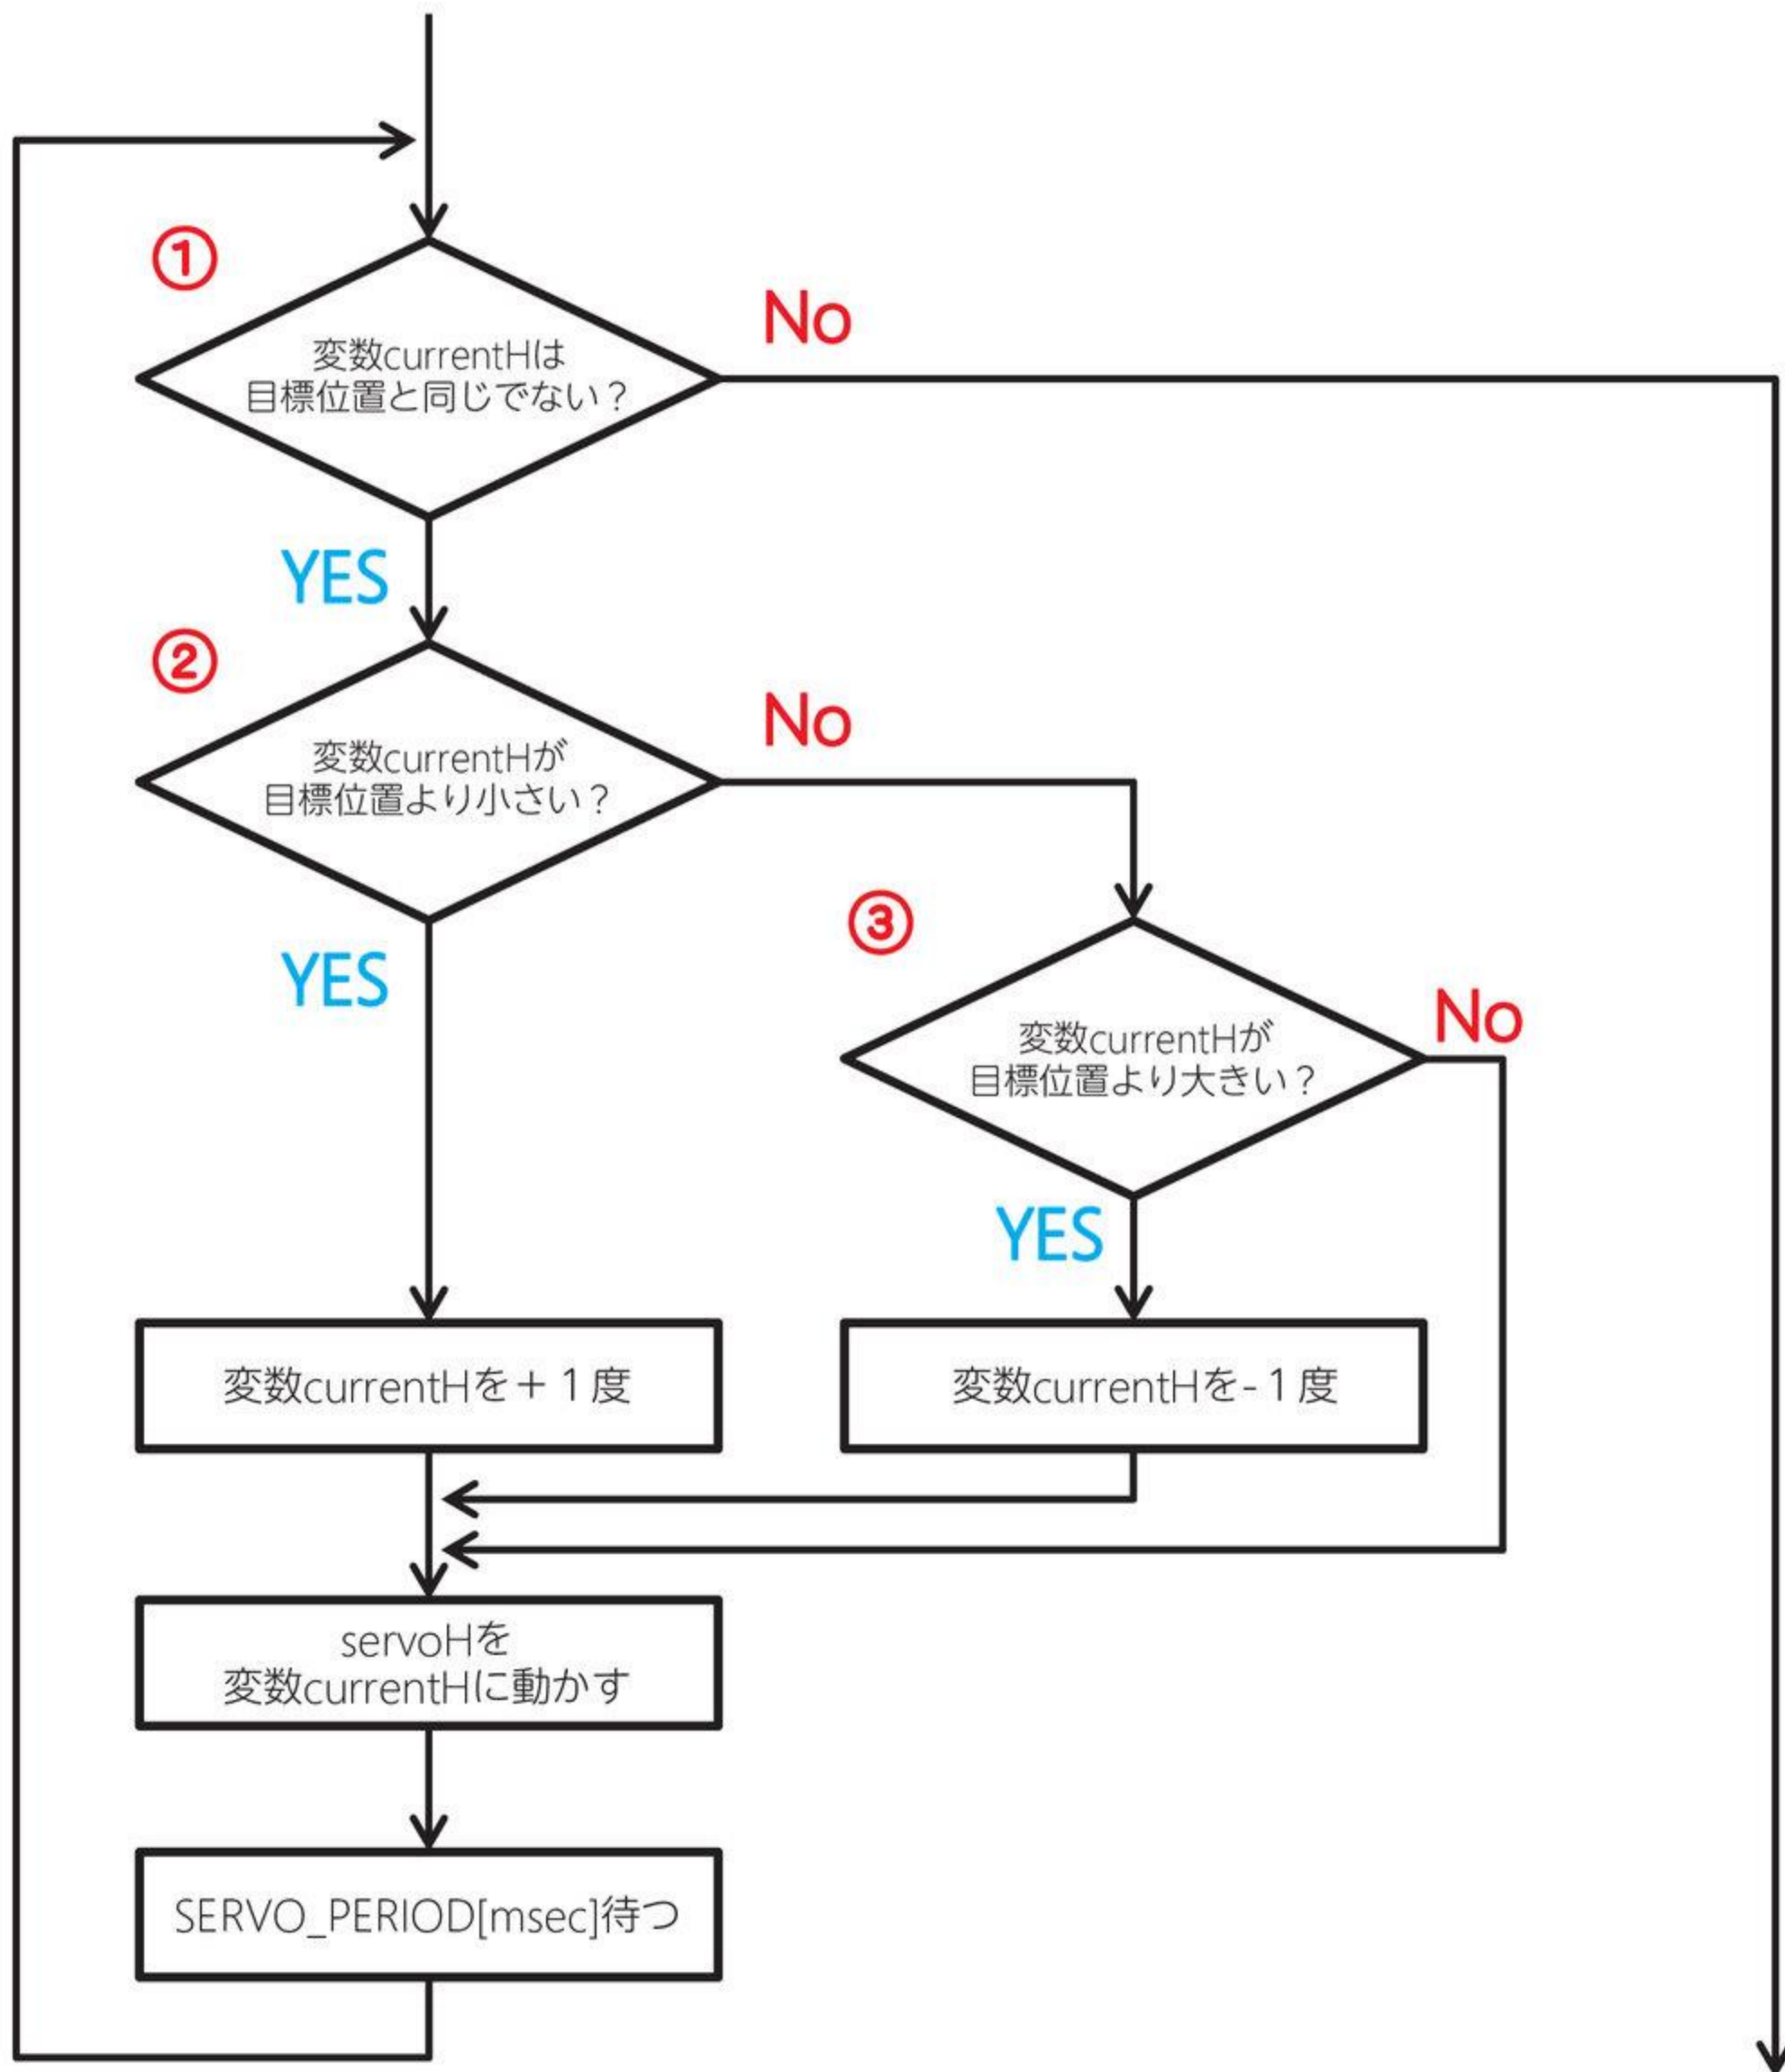 ①
変数currentHは
目標位置と同じでない？
No
YES
②
変数currentHが
目標位置より小さい？
No
YES
③
変数currentHが
目標位置より大きい？
No
YES
変数currentHを＋１度
変数currentHを-１度
servoHを
変数currentHに動かす
SERVO_PERIOD[msec]待つ